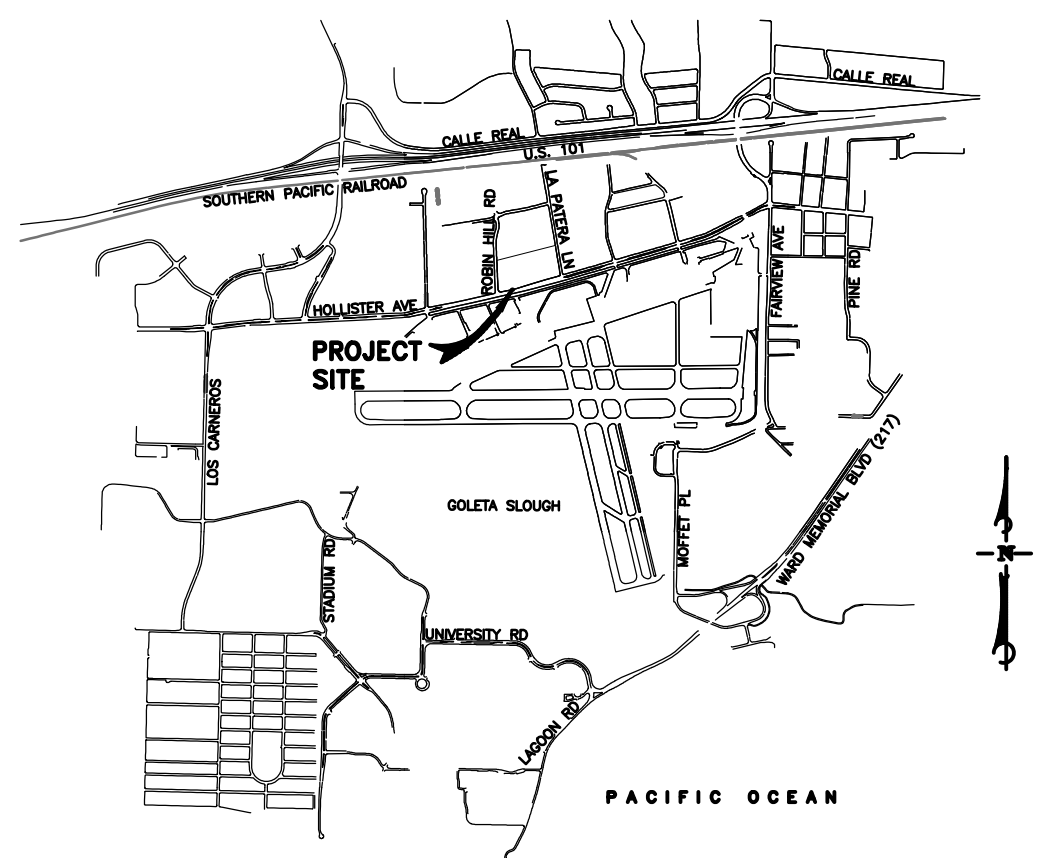 CALLE REAL
CALLE REAL
U.S. 101
SOUTHERN PACIFIC RAILROAD
ROBIN HILL RD
LA PATERA LN
FAIRVIEW AVE
PINE RD
HOLLISTER AVE
PROJECT
SITE
LOS CARNEROS
WARD MEMORIAL BLVD (217)
GOLETA SLOUGH
MOFFET PL
N
STADIUM RD
UNIVERSITY RD
LAGOON RD
PACIFIC OCEAN